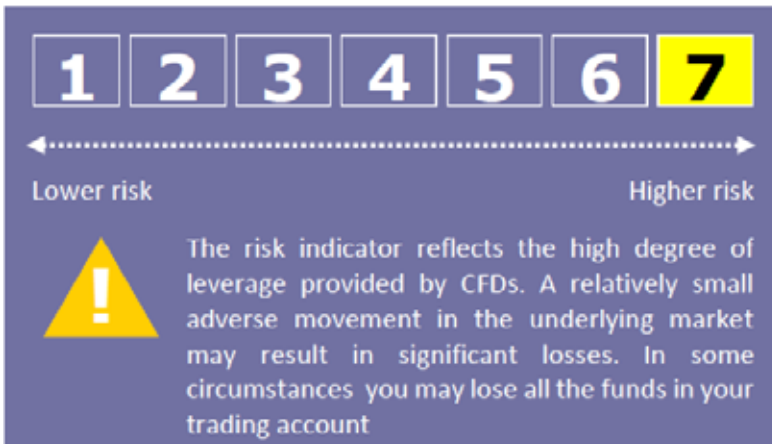 1 2 3 4 5 6 7
Lower risk Higher risk
!
The risk indicator reflects the high degree of
leverage provided by CFDs. A relatively small
adverse movement in the underlying market
may result in significant losses. In some
circumstances you may lose all the funds in your
trading account